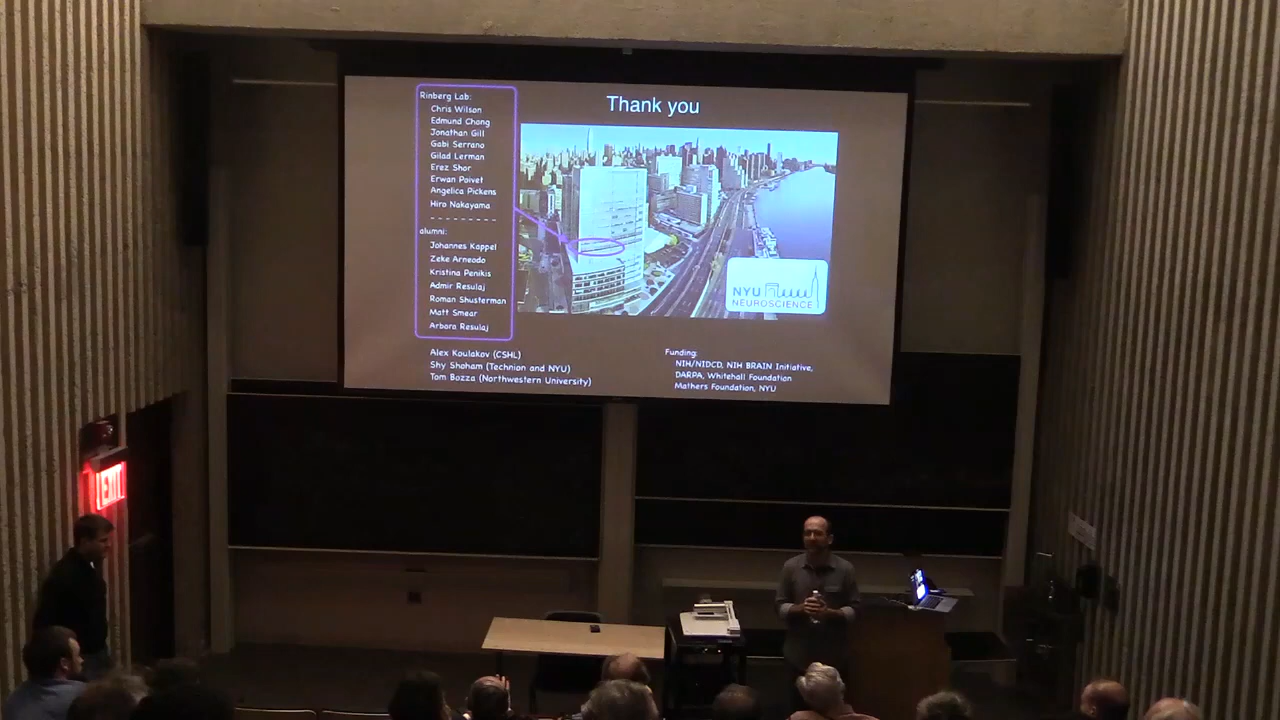 Thank you
Rinberg Lab:
Chris Wilson
Edmund Chong
Jonathan Gill
Gabi Serrano
Gilad Lerman
Erez Shor
Erwan Poivet
Angelica Pickens
Hiro Nakayama
- - - - - - - -
alumni:
Johannes Kappel
Zeke Arneodo
Kristina Penikis
Admir Resulaj
Roman Shusterman
Matt Smear
Arbora Resulaj
NYU
NEUROSCIENCE
Alex Koulakov (CSHL)
Shy Shoham (Technion and NYU)
Tom Bozza (Northwestern University)
Funding:
NIH/NIDCD, NIH BRAIN Initiative,
DARPA, Whitehall Foundation
Mathers Foundation, NYU
EXIT